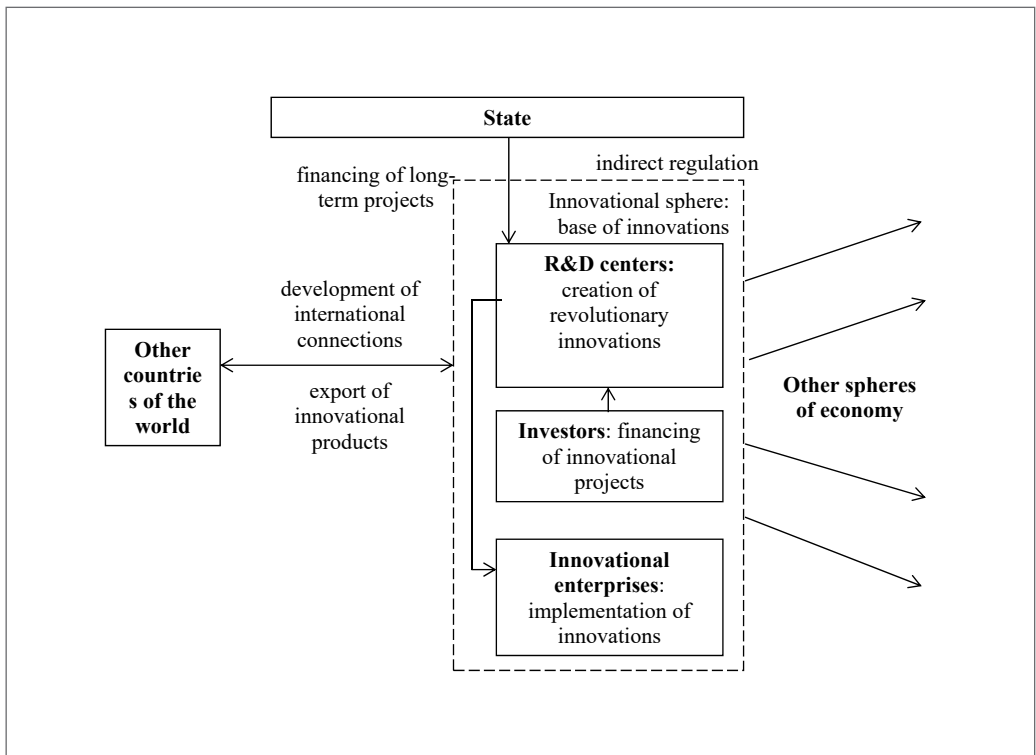 State
financing of long-
term projects
indirect regulation
Innovational sphere:
base of innovations
R&D centers:
creation of
revolutionary
innovations
development of
international
connections
Other
countrie
s of the
world
export of
innovational
products
Other spheres
of economy
Investors: financing
of innovational
projects
Innovational
enterprises:
implementation of
innovations